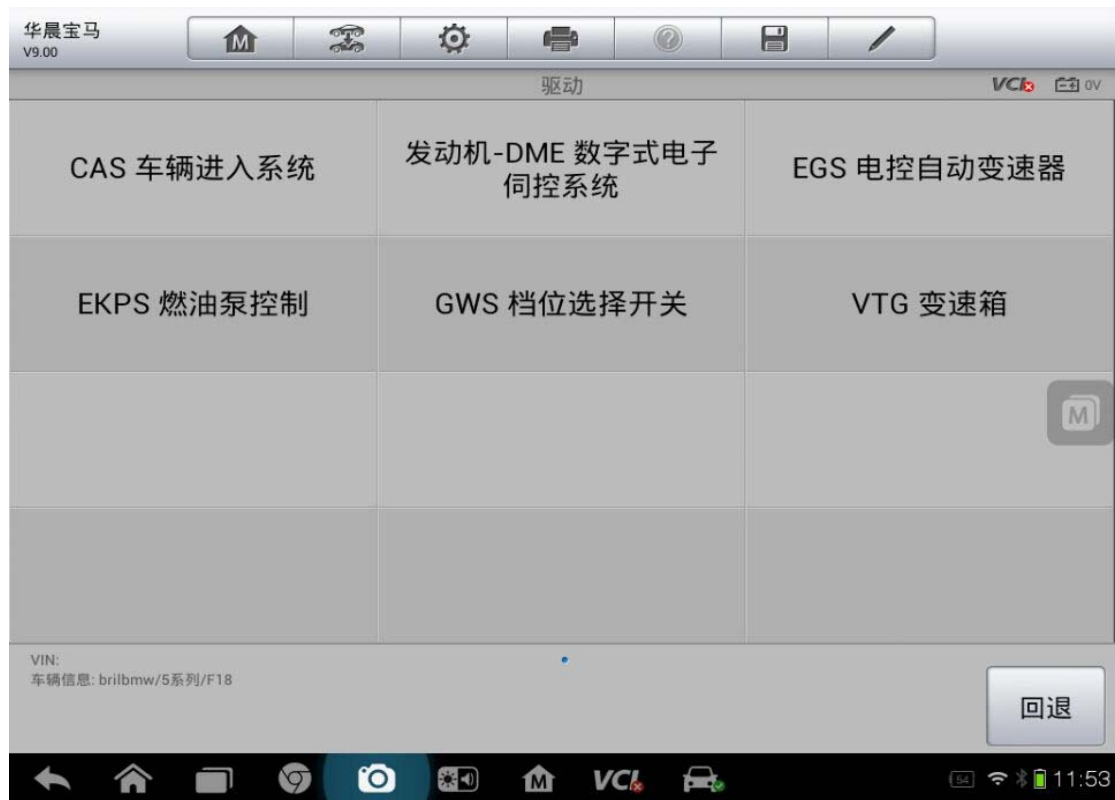 华晨宝马
V9.00
M
驱动
VCI
0V
CAS 车辆进入系统
发动机-DME 数字式电子
伺控系统
EGS 电控自动变速器
EKPS 燃油泵控制
GWS 档位选择开关
VTG 变速箱
M
VIN:
车辆信息: brilbmw/5系列/F18
回退
M
VCI
54
11:53